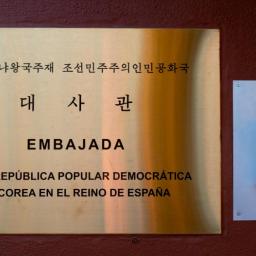 냐왕국주재 조선민주주의인민공화국
대 사 관
EMBAJADA
REPÚBLICA POPULAR DEMOCRÁTICA
COREA EN EL REINO DE ESPAÑA